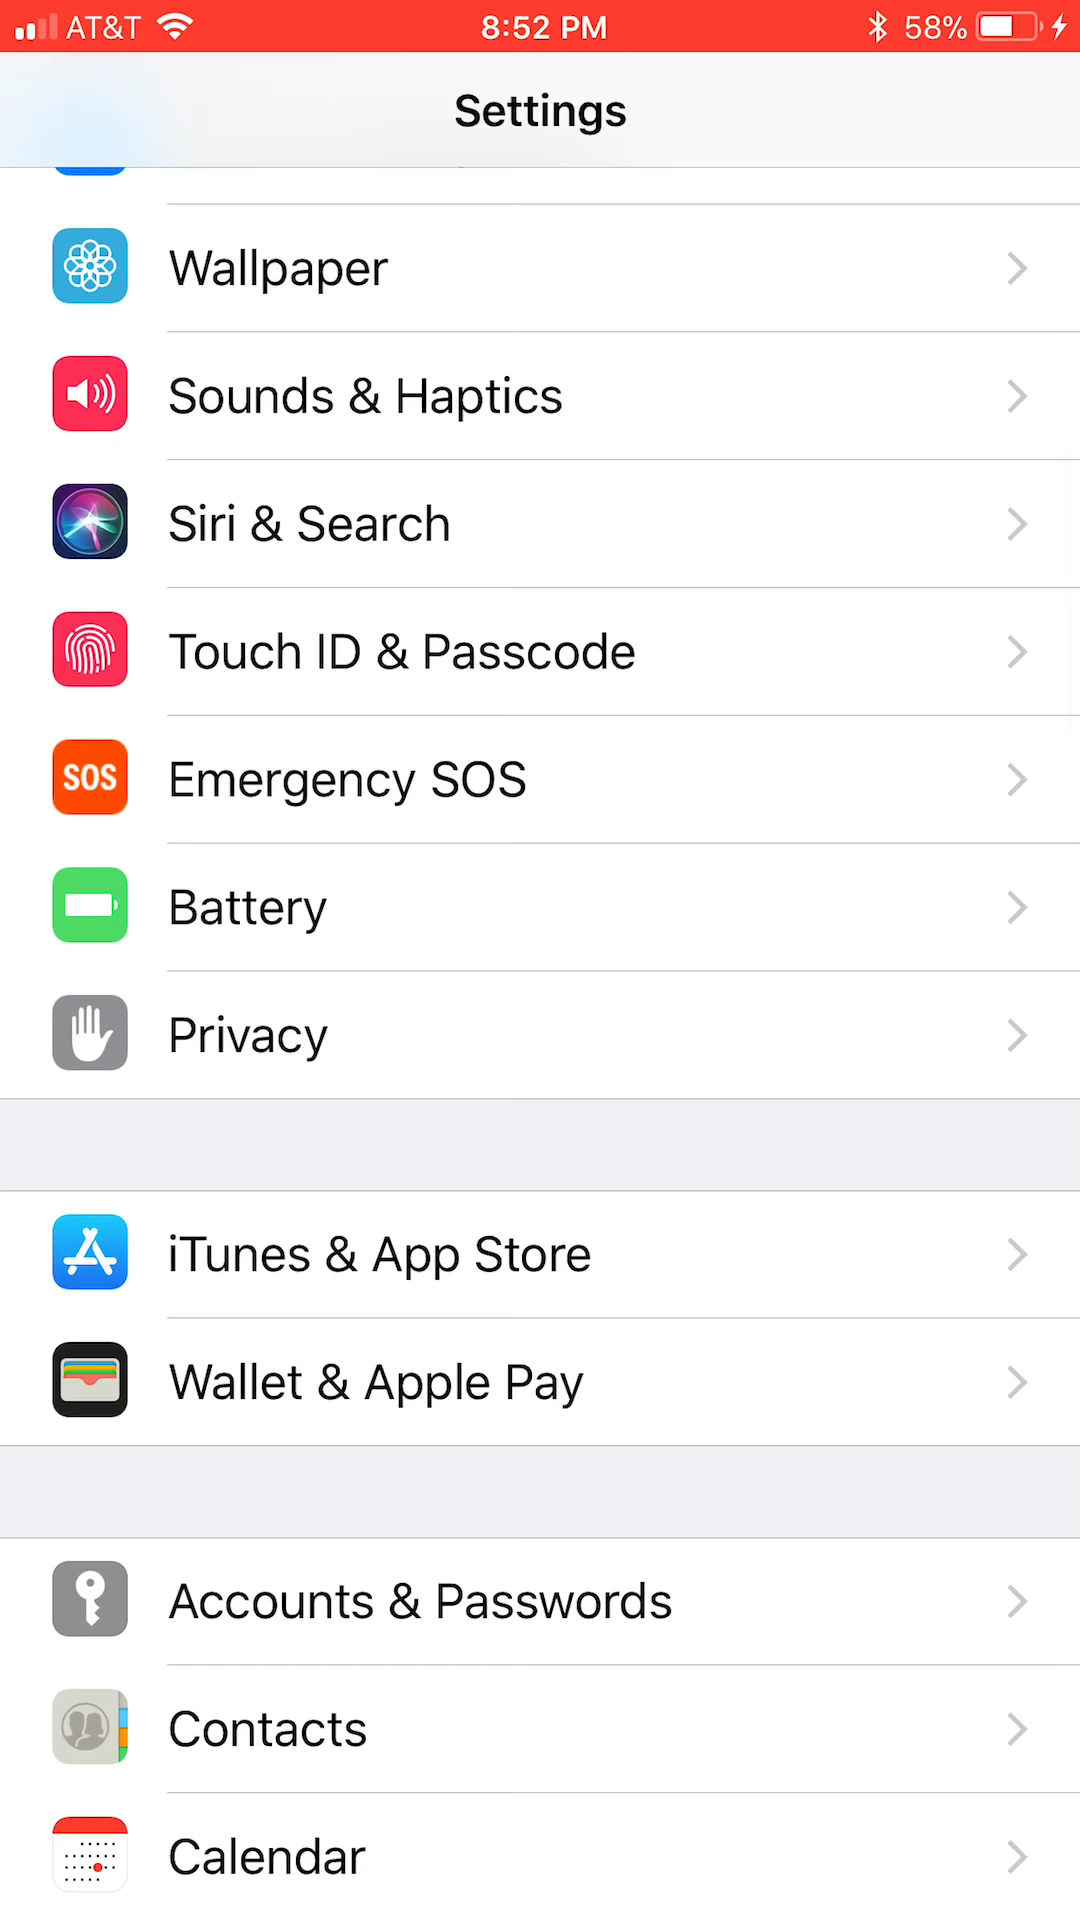 AT&T 8:52 PM 58%
Settings
Wallpaper
Sounds & Haptics
Siri & Search
Touch ID & Passcode
SOS Emergency SOS
Battery
Privacy
iTunes & App Store
Wallet & Apple Pay
Accounts & Passwords
Contacts
Calendar